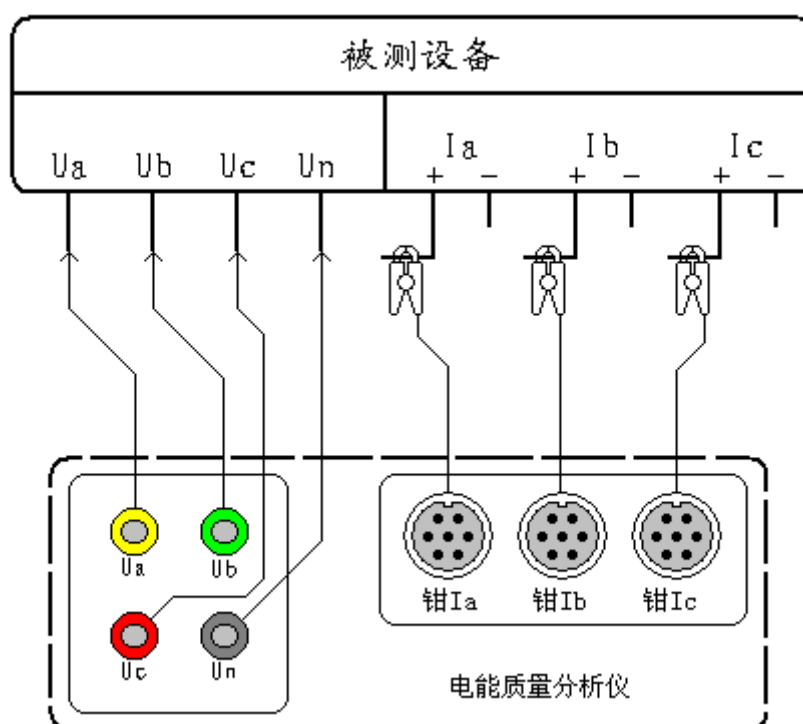 被测设备
Ua Ub Uc Un Ia Ib Ic
+ − + − + −
Ua Ub
Uc Un
钳Ia 钳Ib 钳Ic
电能质量分析仪